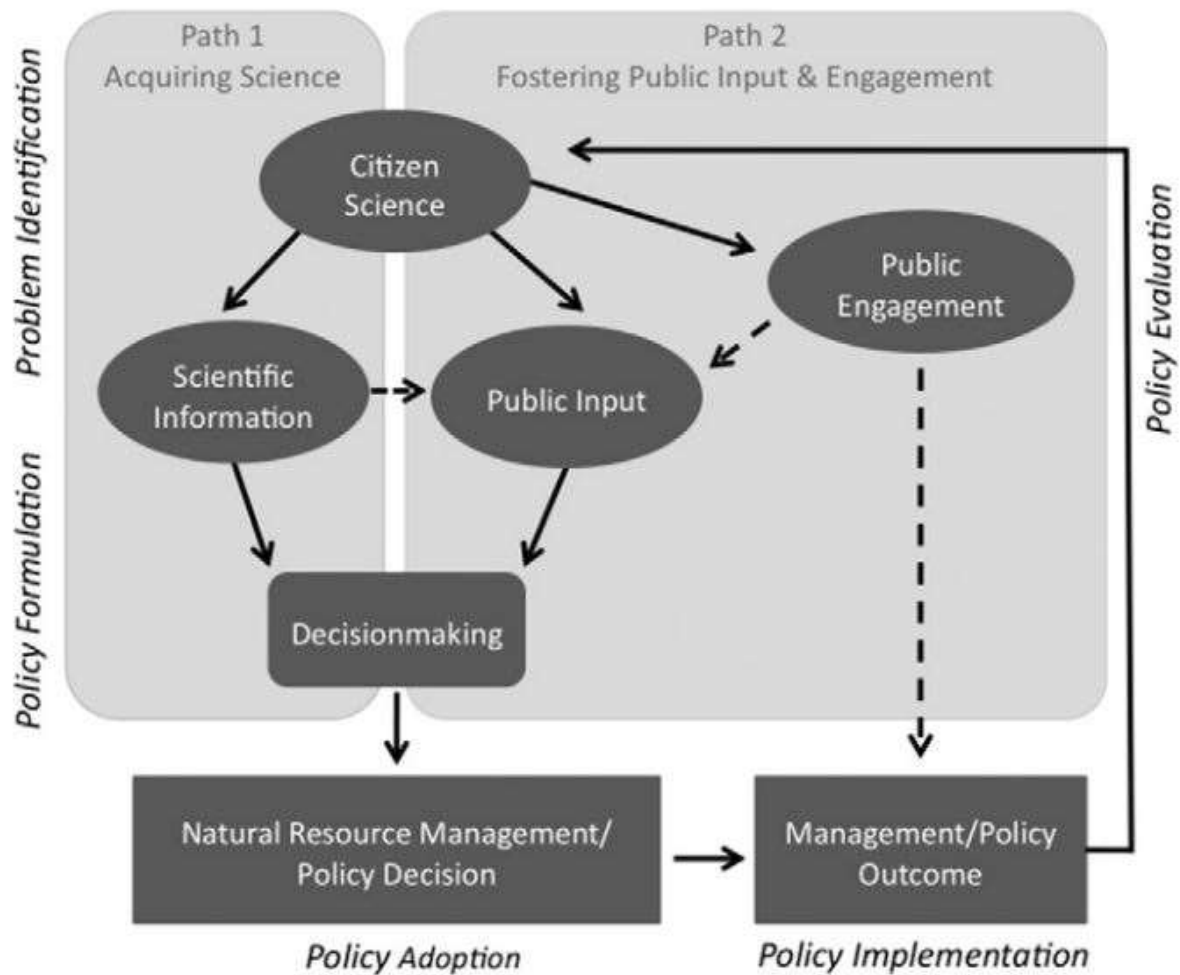 Path 1
Acquiring Science
Path 2
Fostering Public Input & Engagement
Problem Identification
Citizen
Science
Public
Engagement
Policy Evaluation
Scientific
Information
Public Input
Policy Formulation
Decisionmaking
Natural Resource Management/
Policy Decision
Management/Policy
Outcome
Policy Adoption
Policy Implementation